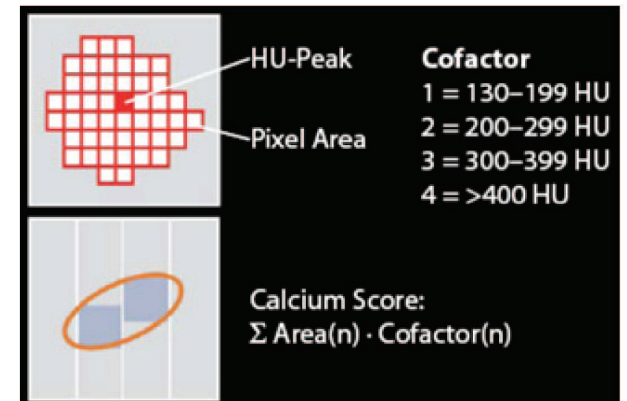 HU-Peak
Pixel Area
Cofactor
1 = 130–199 HU
2 = 200–299 HU
3 = 300–399 HU
4 = >400 HU
Calcium Score:
Σ Area(n) · Cofactor(n)